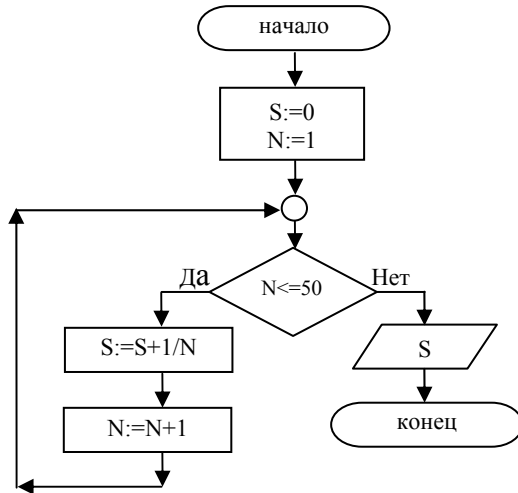 начало
S:=0
N:=1
N<=50
Да
Нет
S:=S+1/N
S
N:=N+1
конец